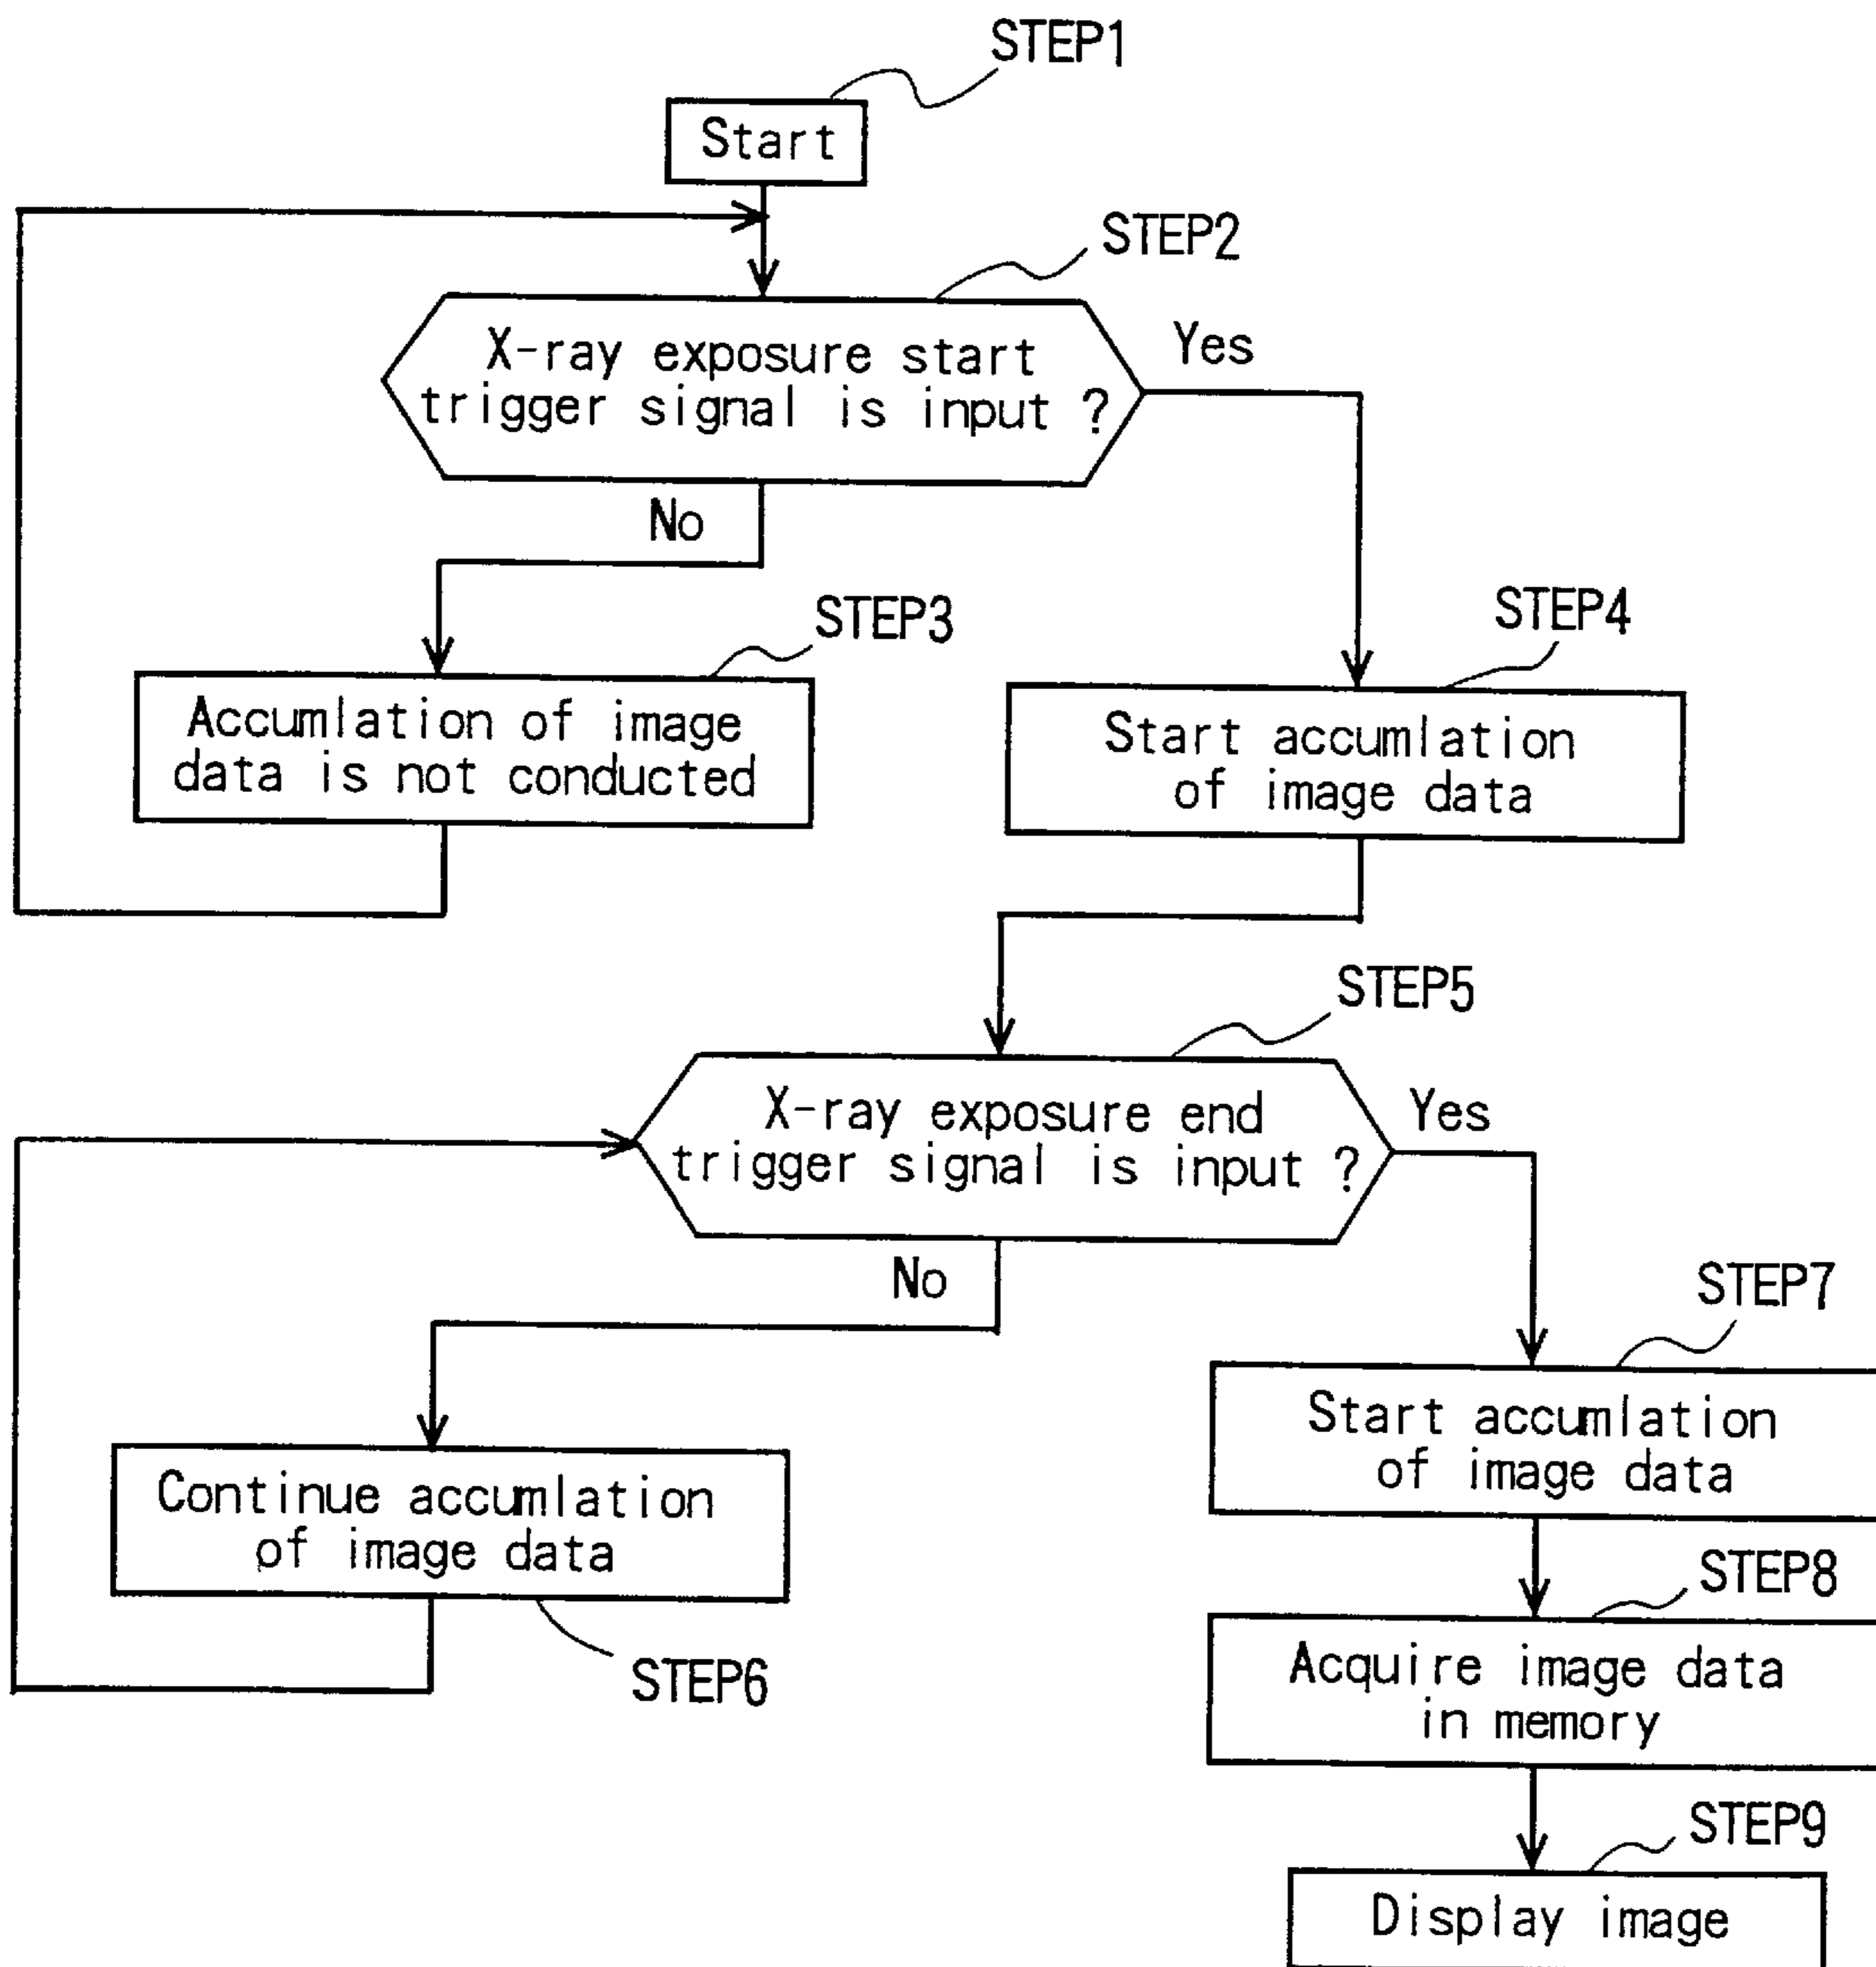 STEP1
Start
STEP2
X-ray exposure start
trigger signal is input ?
Yes
No
STEP3
Accumlation of image
data is not conducted
STEP4
Start accumlation
of image data
STEP5
X-ray exposure end
trigger signal is input ?
Yes
No
Continue accumlation
of image data
STEP6
STEP7
Start accumlation
of image data
STEP8
Acquire image data
in memory
STEP9
Display image